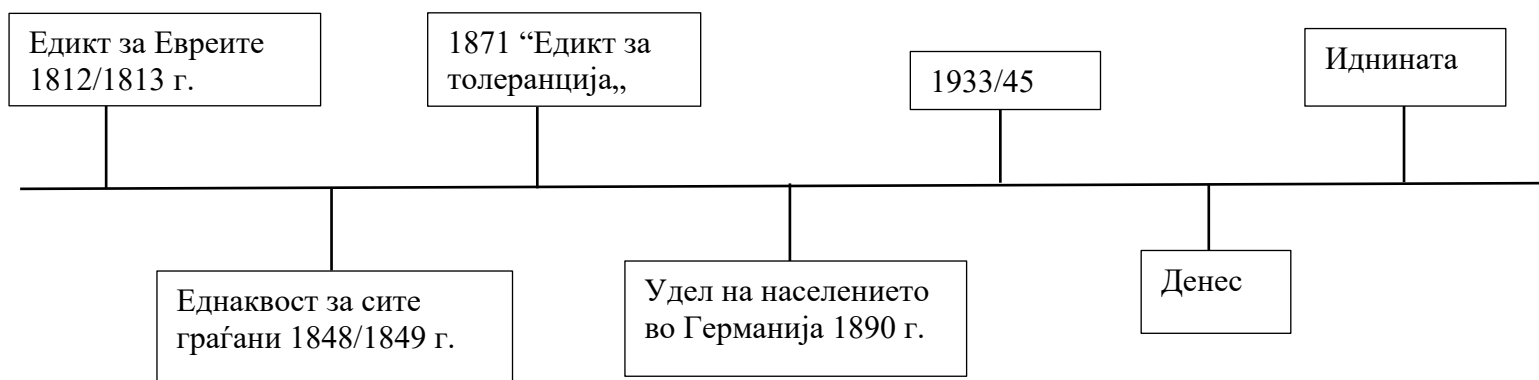 Едикт за Евреите
1812/1813 г.
1871 “Едикт за
толеранција„
1933/45
Иднината
Еднаквост за сите
граѓани 1848/1849 г.
Удел на населението
во Германија 1890 г.
Денес